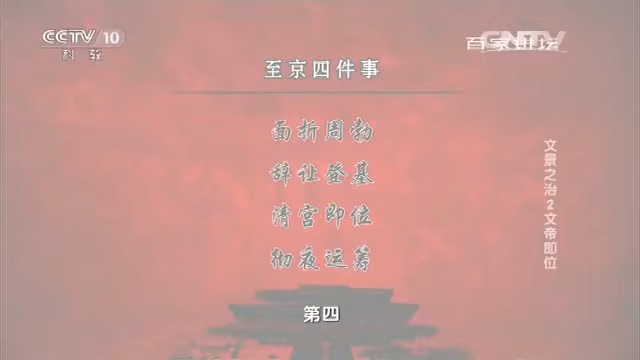 CCTV 10
科教
百家讲坛
CNTV
至京四件事
面折周勃
辞让登基
清宫即位
彻夜运筹
文景之治2文帝即位
第四